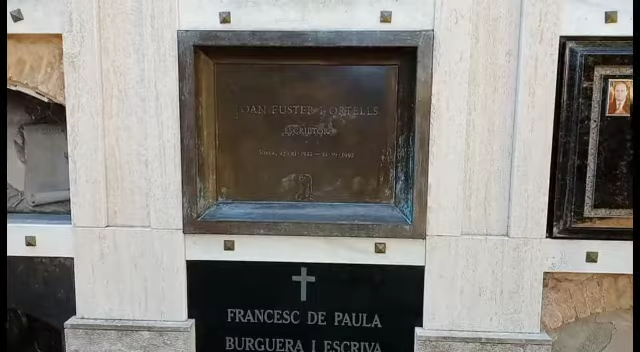 JOAN FUSTER I ORTELLS
ESCRIPTOR
FRANCESC DE PAULA
BURGUERA I ESCRIVA